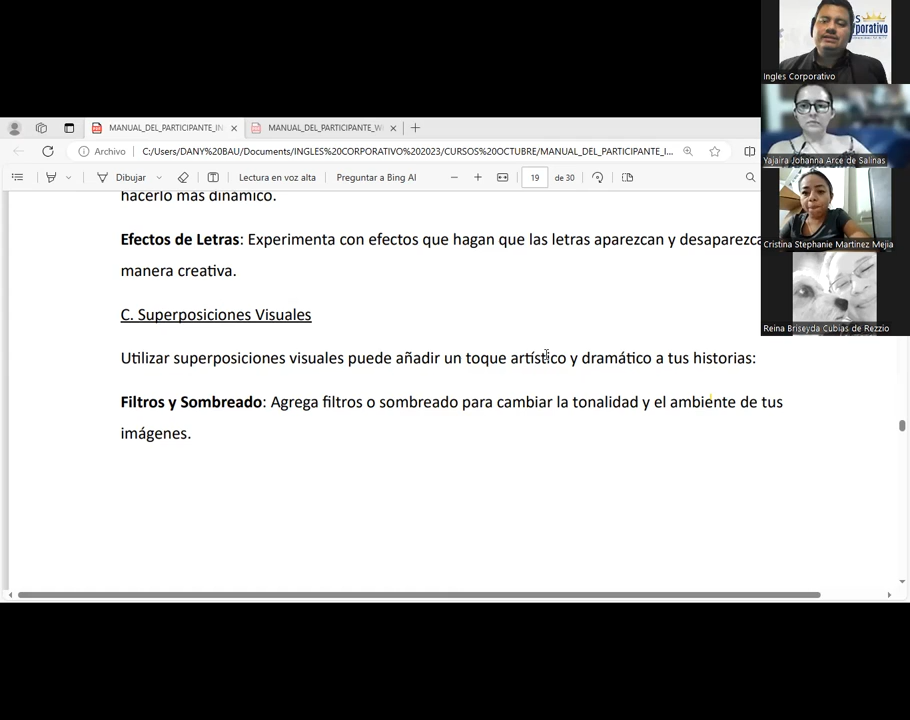 rporativo
Ingles Corporativo
MANUAL_DEL_PARTICIPANTE_IN
MANUAL_DEL_PARTICIPANTE_W
Archivo
C:/Users/DANY%20BAU/Documents/INGLES%20CORPORATIVO%202023/CURSOS%20OCTUBRE/MANUAL_DEL_PARTICIPANTE_I...
Yajaira Johanna Arce de Salinas
Dibujar
Lectura en voz alta
Preguntar a Bing AI
19
de 30
hacerlo más dinámico.
Efectos de Letras: Experimenta con efectos que hagan que las letras aparezcan y desaparezca
Cristina Stephanie Martinez Mejia
manera creativa.
C. Superposiciones Visuales
Reina Briseyda Cubias de Rezzio
Utilizar superposiciones visuales puede añadir un toque artístico y dramático a tus historias:
Filtros y Sombreado: Agrega filtros o sombreado para cambiar la tonalidad y el ambiente de tus
imágenes.